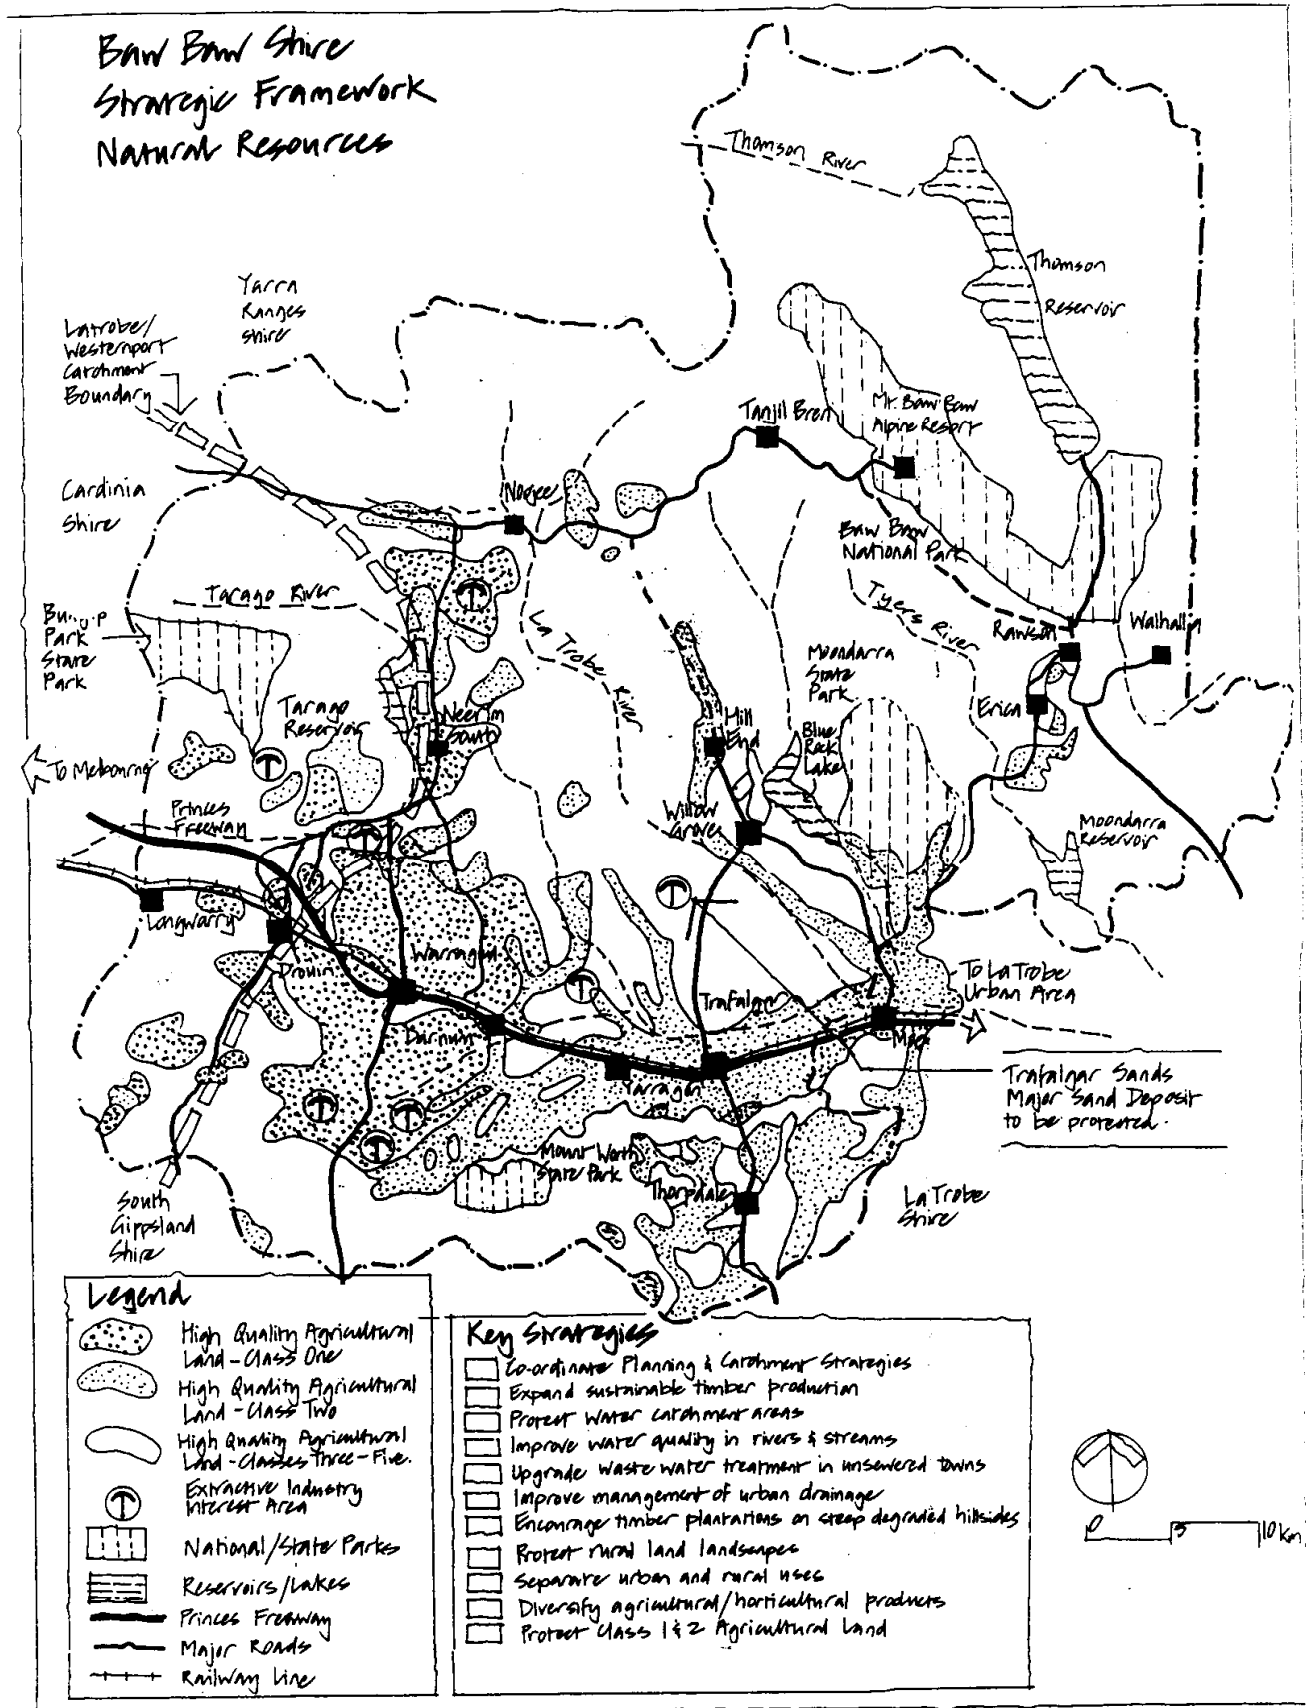 Baw Baw Shire
Strategic Framework
Natural Resources
Thomson River
Thomson
Reservoir
Yarra
Ranges
Shire
Latrobe/
Westernport
Catchment
Boundary
Tanjil Bren
Mt. Baw Baw
Alpine Resort
Cardinia
Shire
Noojee
Baw Baw
National Park
Tarago River
La Trobe
River
Tyers River
Rawson
Walhalla
Bunyip
Park
State
Park
Moondarra
State
Park
Tarago
Reservoir
Neerim
South
Hill
End
Blue
Rock
Lake
Erica
To Melbourne
Princes
Freeway
Willow
Grove
Moondarra
Reservoir
Longwarry
Drouin
Warragul
Trafalgar
To LaTrobe
Urban Area
Darnum
Yarragon
Moe
Trafalgar Sands
Major Sand Deposit
to be protected.
Mount Worth
State Park
Thorpdale
LaTrobe
Shire
South
Gippsland
Shire
Legend
High Quality Agricultural
Land-Class One
High Quality Agricultural
Land-Class Two
High Quality Agricultural
Land-Classes Three-Five.
Extractive Industry
Interest Area
National/State Parks
Reservoirs/Lakes
Princes Freeway
Major Roads
Railway Line
Key Strategies
Co-ordinate Planning & Catchment Strategies
Expand sustainable timber production
Protect Water catchment areas
Improve water quality in rivers & streams
Upgrade waste water treatment in unsewered towns
Improve management of urban drainage
Encourage timber plantations on steep degraded hillsides
Protect rural land landscapes
Separate urban and rural uses
Diversify agricultural/horticultural products
Protect Class 1 & 2 Agricultural Land
0 5 10 km